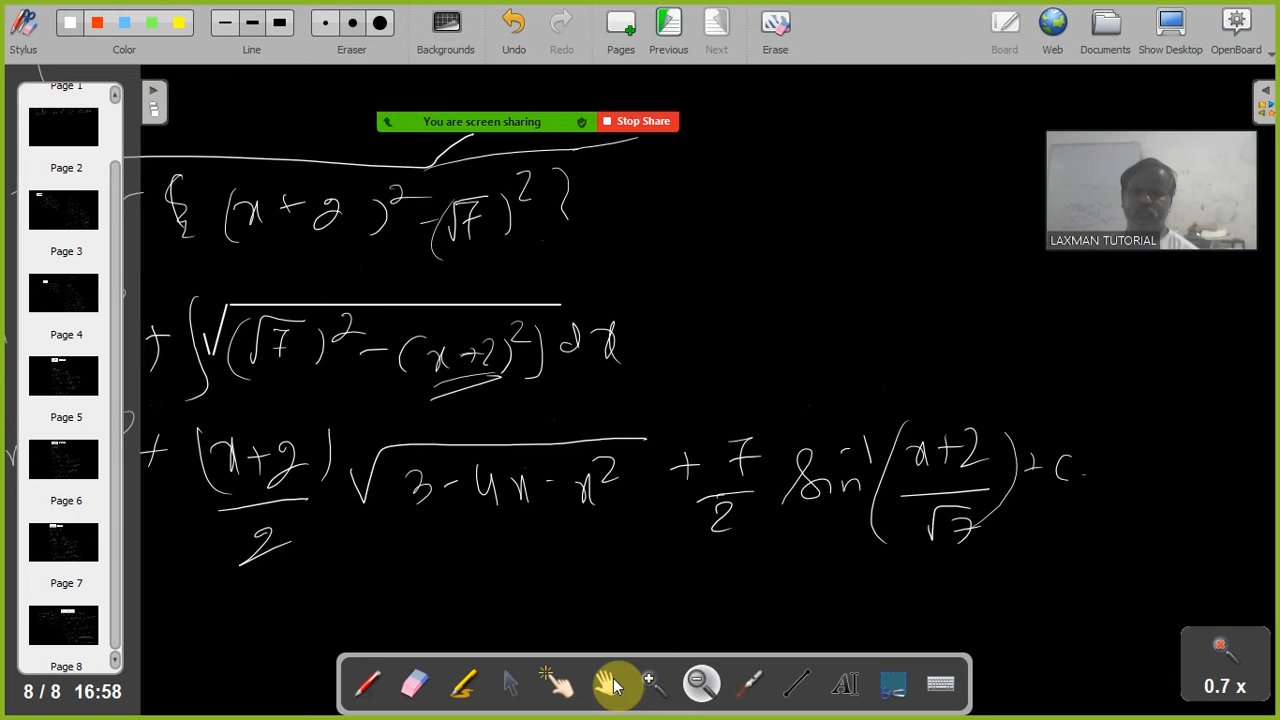 Stylus Color Line Eraser Backgrounds Undo Redo Pages Previous Next Erase Board Web Documents Show Desktop OpenBoard
You are screen sharing Stop Share
Page 1
Page 2
Page 3
Page 4
Page 5
Page 6
Page 7
Page 8
8 / 8 16:58
LAXMAN TUTORIAL
{ (x+2)² - (√7)² }
+ ∫ √((√7)² - (x+2)²) dx
+ (x+2)/2 √(3 - 4x - x²) + 7/2 Sin⁻¹((x+2)/√7) + C.
AI
0.7 x